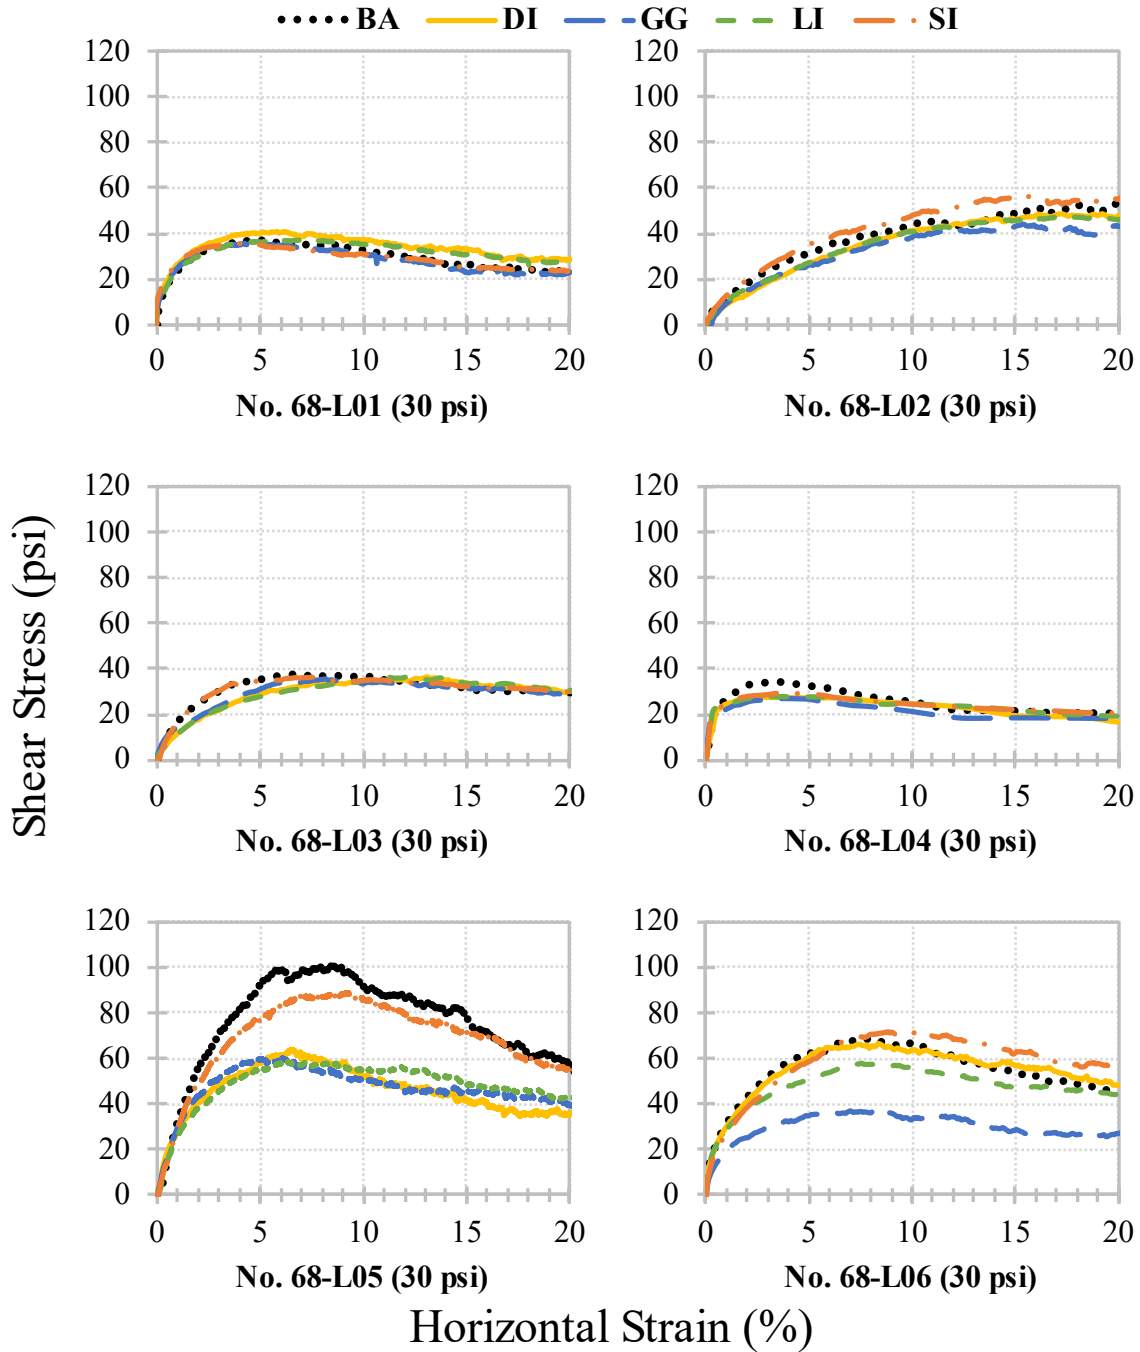 BA DI GG LI SI
120
100
80
60
40
20
0
0 5 10 15 20
No. 68-L01 (30 psi)
120
100
80
60
40
20
0
0 5 10 15 20
No. 68-L02 (30 psi)
Shear Stress (psi)
120
100
80
60
40
20
0
0 5 10 15 20
No. 68-L03 (30 psi)
120
100
80
60
40
20
0
0 5 10 15 20
No. 68-L04 (30 psi)
120
100
80
60
40
20
0
0 5 10 15 20
No. 68-L05 (30 psi)
120
100
80
60
40
20
0
0 5 10 15 20
No. 68-L06 (30 psi)
Horizontal Strain (%)